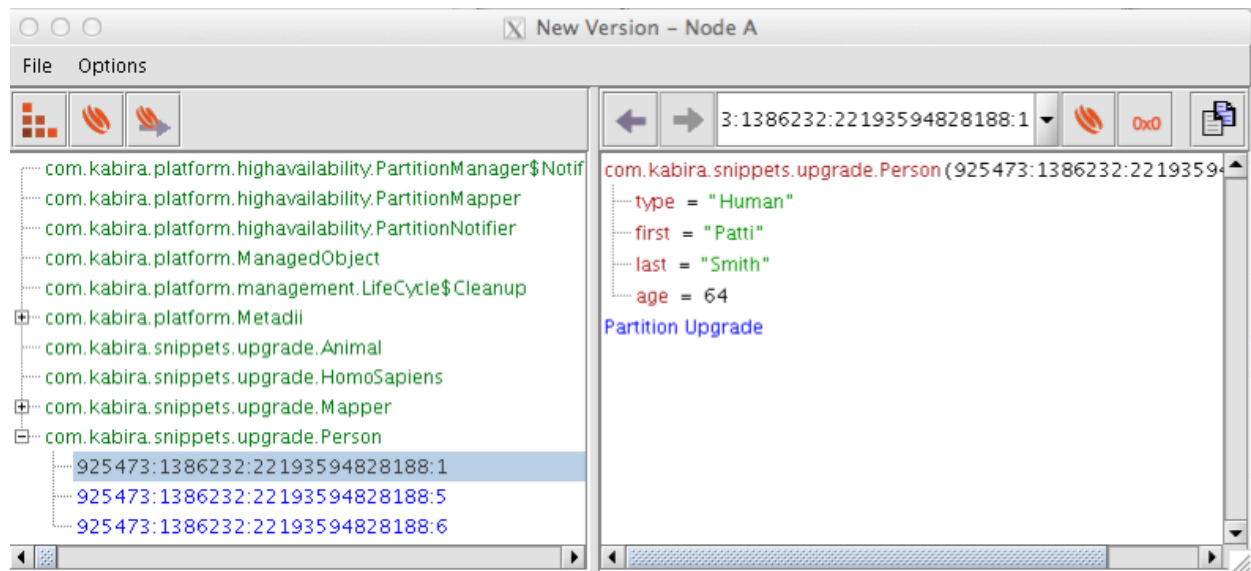 New Version – Node A
File Options
3:1386232:22193594828188:1
0x0
com.kabira.platform.highavailability.PartitionManager$Notif
com.kabira.platform.highavailability.PartitionMapper
com.kabira.platform.highavailability.PartitionNotifier
com.kabira.platform.ManagedObject
com.kabira.platform.management.LifeCycle$Cleanup
com.kabira.platform.Metadii
com.kabira.snippets.upgrade.Animal
com.kabira.snippets.upgrade.HomoSapiens
com.kabira.snippets.upgrade.Mapper
com.kabira.snippets.upgrade.Person
925473:1386232:22193594828188:1
925473:1386232:22193594828188:5
925473:1386232:22193594828188:6
com.kabira.snippets.upgrade.Person (925473:1386232:2219359
type = "Human"
first = "Patti"
last = "Smith"
age = 64
Partition Upgrade